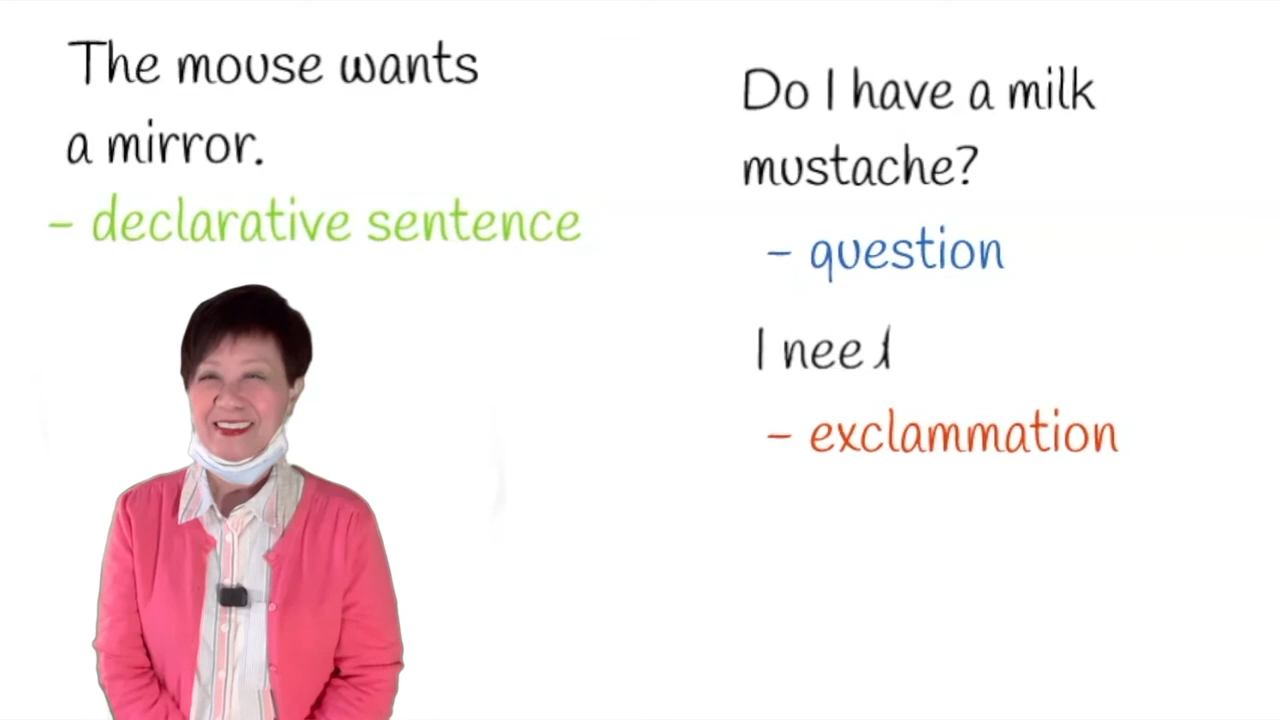 The mouse wants
a mirror.
- declarative sentence
Do I have a milk
mustache?
- question
I nee
- exclammation